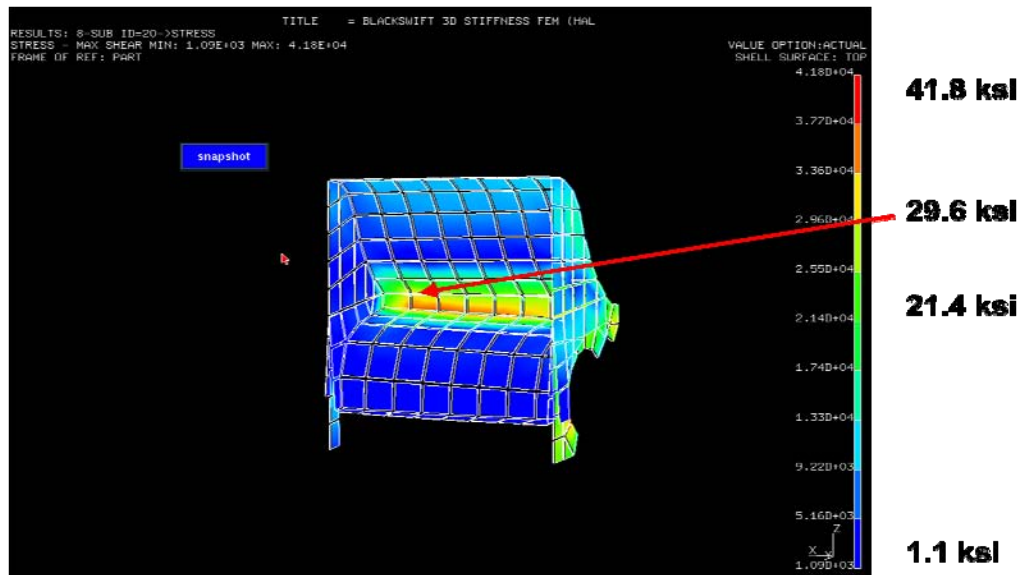 TITLE = BLACKSWIFT 3D STIFFNESS FEM (HAL
RESULTS: 8-SUB ID=20->STRESS
STRESS - MAX SHEAR MIN: 1.09E+03 MAX: 4.18E+04
FRAME OF REF: PART
VALUE OPTION:ACTUAL
SHELL SURFACE: TOP
4.18D+04
41.8 ksi
3.77D+04
snapshot
3.36D+04
2.96D+04
29.6 ksi
2.55D+04
2.14D+04
21.4 ksi
1.74D+04
1.33D+04
9.22D+03
5.16D+03
Z
X Y
1.09D+03
1.1 ksi